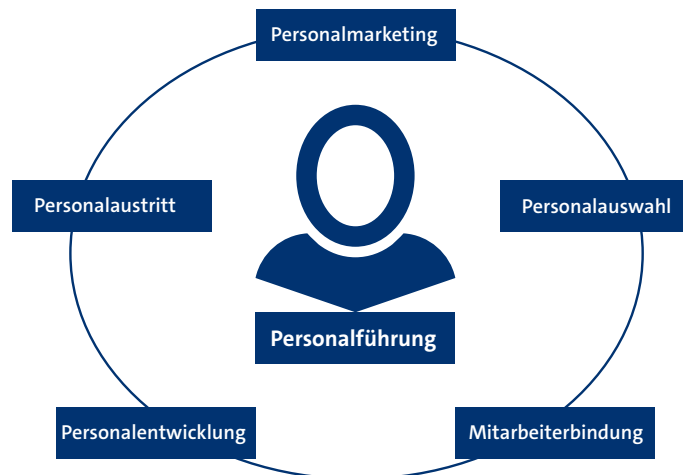 Personalmarketing
Personalaustritt
Personalauswahl
Personalführung
Personalentwicklung
Mitarbeiterbindung